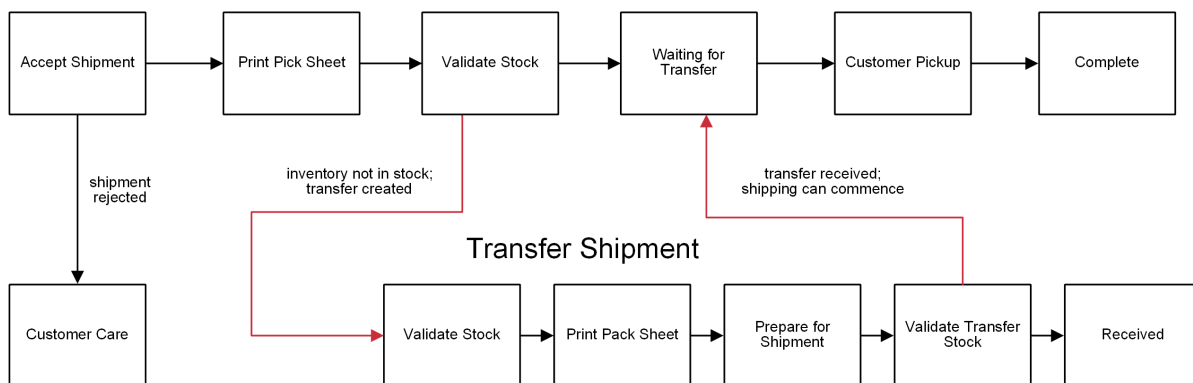 Accept Shipment
Print Pick Sheet
Validate Stock
Waiting for
Transfer
Customer Pickup
Complete
shipment
rejected
inventory not in stock;
transfer created
transfer received;
shipping can commence
Transfer Shipment
Customer Care
Validate Stock
Print Pack Sheet
Prepare for
Shipment
Validate Transfer
Stock
Received